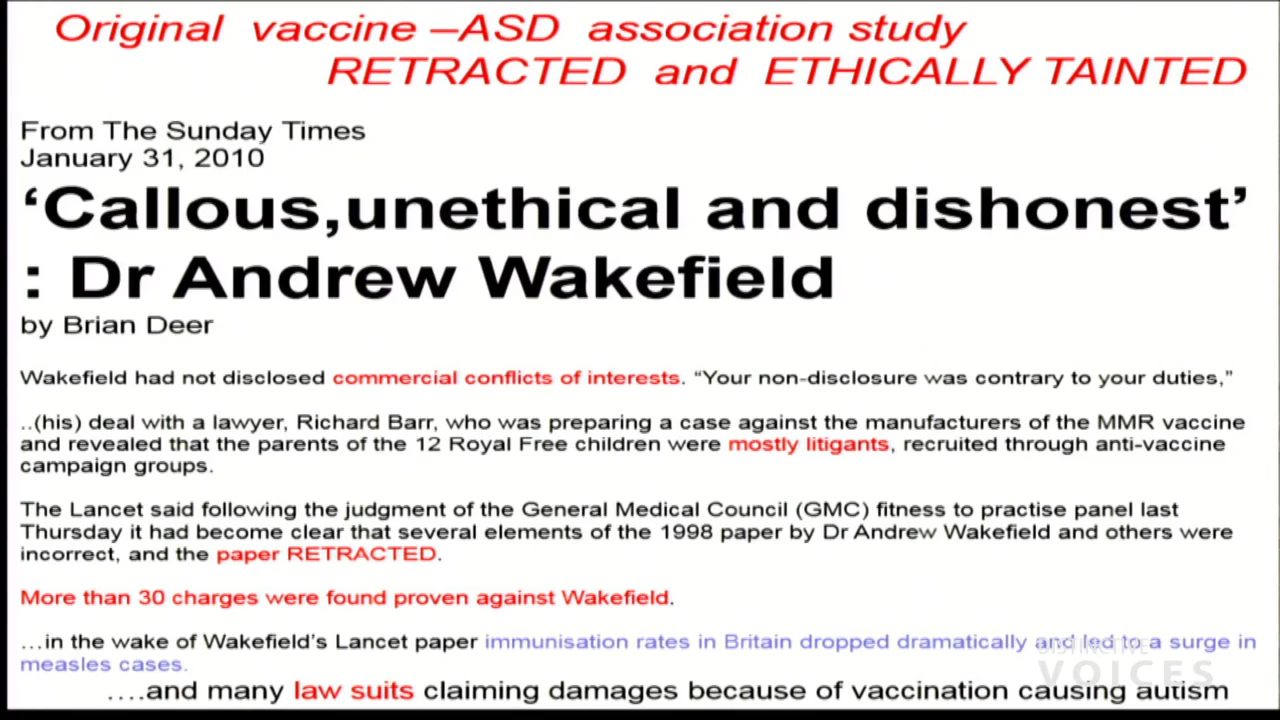 Original vaccine –ASD association study
RETRACTED and ETHICALLY TAINTED
From The Sunday Times
January 31, 2010
‘Callous,unethical and dishonest’
: Dr Andrew Wakefield
by Brian Deer
Wakefield had not disclosed commercial conflicts of interests. “Your non-disclosure was contrary to your duties,”
..(his) deal with a lawyer, Richard Barr, who was preparing a case against the manufacturers of the MMR vaccine
and revealed that the parents of the 12 Royal Free children were mostly litigants, recruited through anti-vaccine
campaign groups.
The Lancet said following the judgment of the General Medical Council (GMC) fitness to practise panel last
Thursday it had become clear that several elements of the 1998 paper by Dr Andrew Wakefield and others were
incorrect, and the paper RETRACTED.
More than 30 charges were found proven against Wakefield.
…in the wake of Wakefield’s Lancet paper immunisation rates in Britain dropped dramatically and led to a surge in
measles cases.
….and many law suits claiming damages because of vaccination causing autism
DISTINCTIVE
VOICES